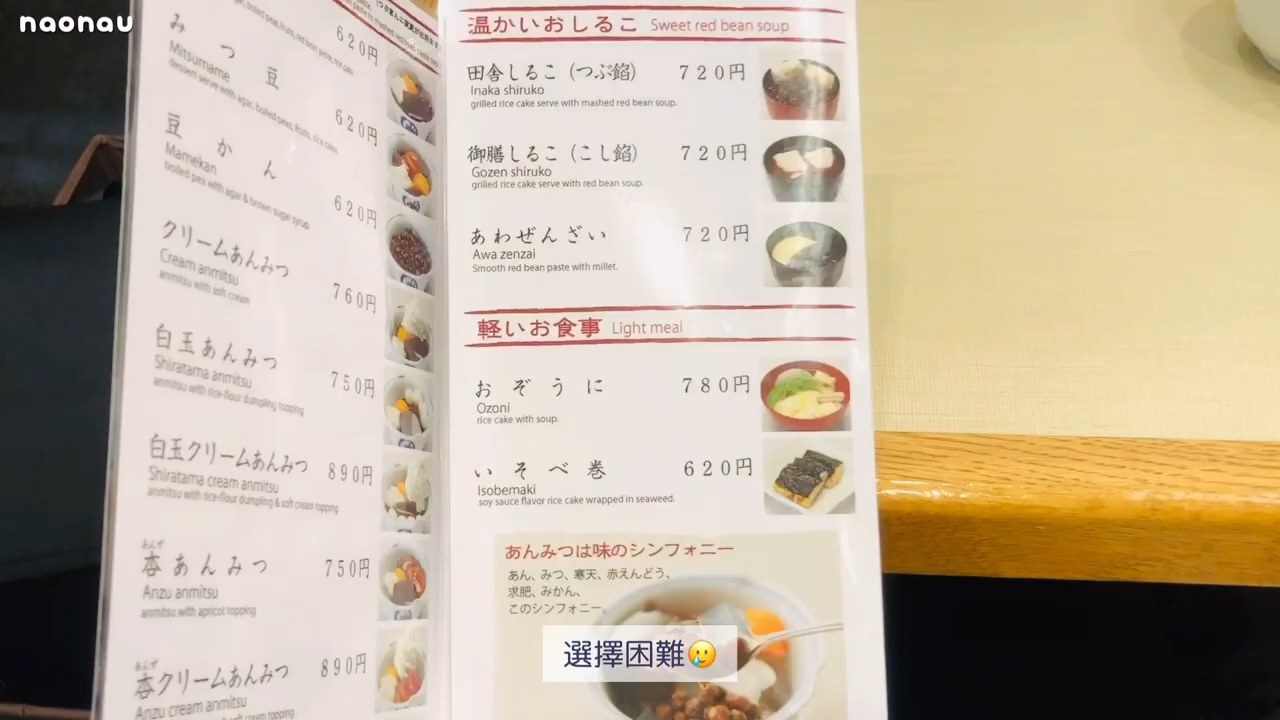 naonau
620円
みつ豆
Mitsumame
dessert serve with agar, boiled peas, fruits, rice cake.
620円
豆かん
Mamekan
boiled pea with agar & brown sugar syrup.
620円
クリームあんみつ
Cream anmitsu
anmitsu with soft cream
760円
白玉あんみつ
Shiratama anmitsu
anmitsu with rice-flour dumpling topping
750円
白玉クリームあんみつ
Shiratama cream anmitsu
anmitsu with rice-flour dumpling & soft cream topping
890円
あんず
杏あんみつ
Anzu anmitsu
anmitsu with apricot topping
750円
あんず
杏クリームあんみつ
Anzu cream anmitsu
890円
温かいおしるこ Sweet red bean soup
田舎しるこ(つぶ餡) 720円
Inaka shiruko
grilled rice cake serve with mashed red bean soup.
御膳しるこ(こし餡) 720円
Gozen shiruko
grilled rice cake serve with red bean soup.
あわぜんざい 720円
Awa zenzai
Smooth red bean paste with millet.
軽いお食事 Light meal
おぞうに 780円
Ozoni
rice cake with soup.
いそべ巻 620円
Isobemaki
soy sauce flavor rice cake wrapped in seaweed.
あんみつは味のシンフォニー
あん、みつ、寒天、赤えんどう、
求肥、みかん、
このシンフォニー。
選擇困難🥲